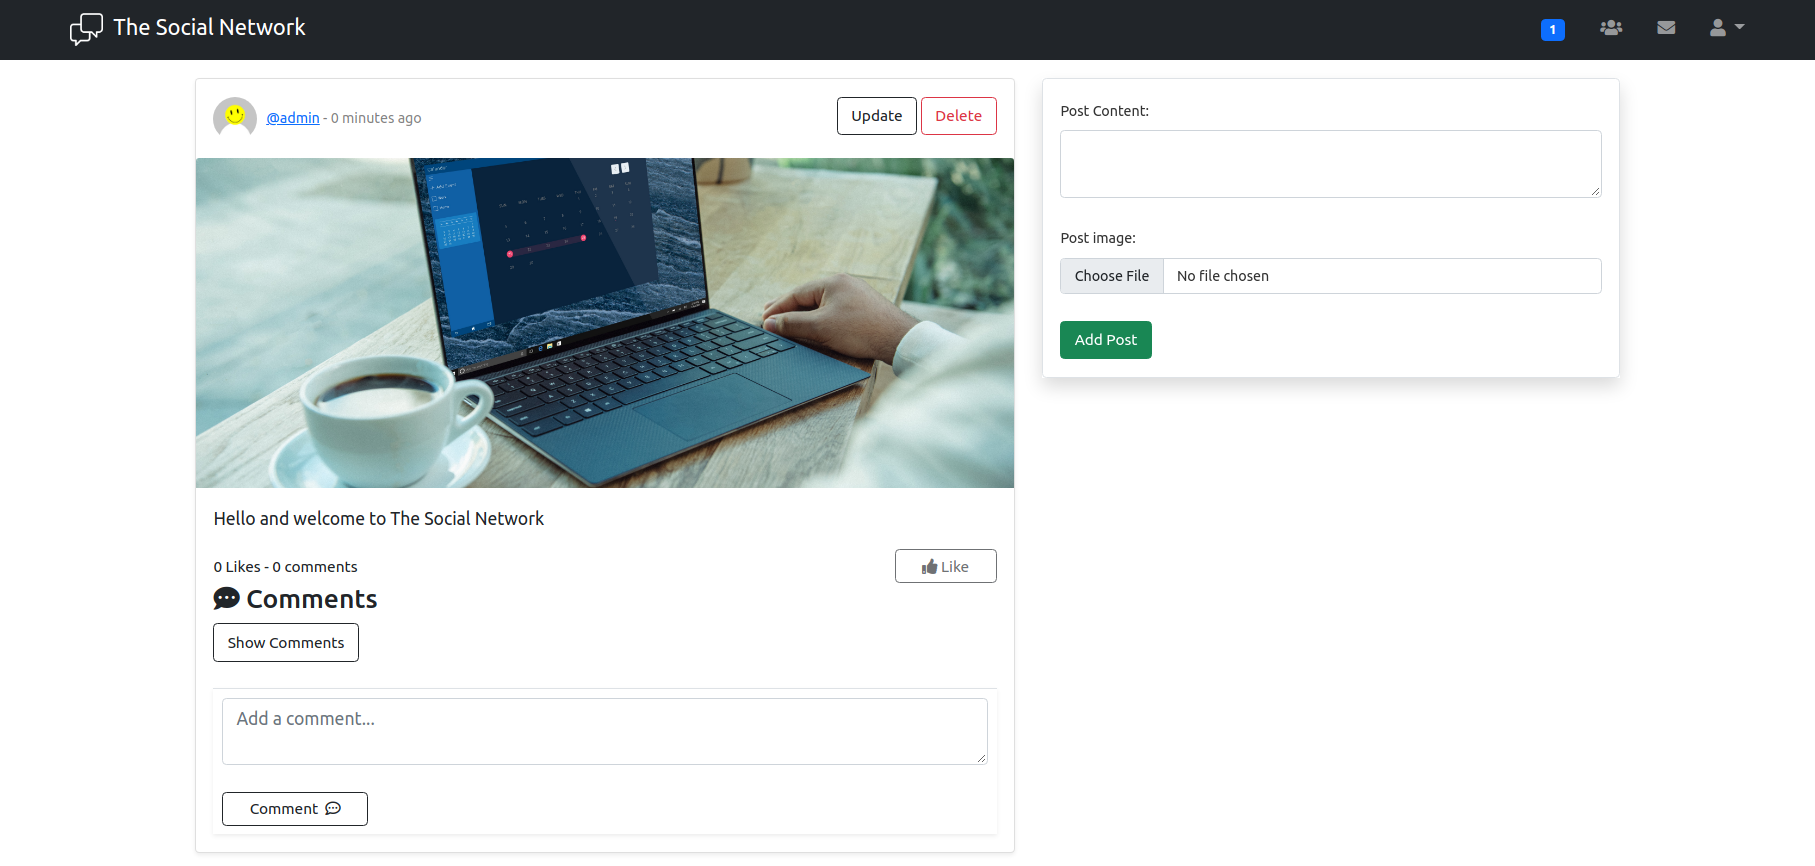 The Social Network
1
@admin - 0 minutes ago
Update
Delete
Hello and welcome to The Social Network
0 Likes - 0 comments
Like
Comments
Show Comments
Add a comment...
Comment
Post Content:
Post image:
Choose File
No file chosen
Add Post